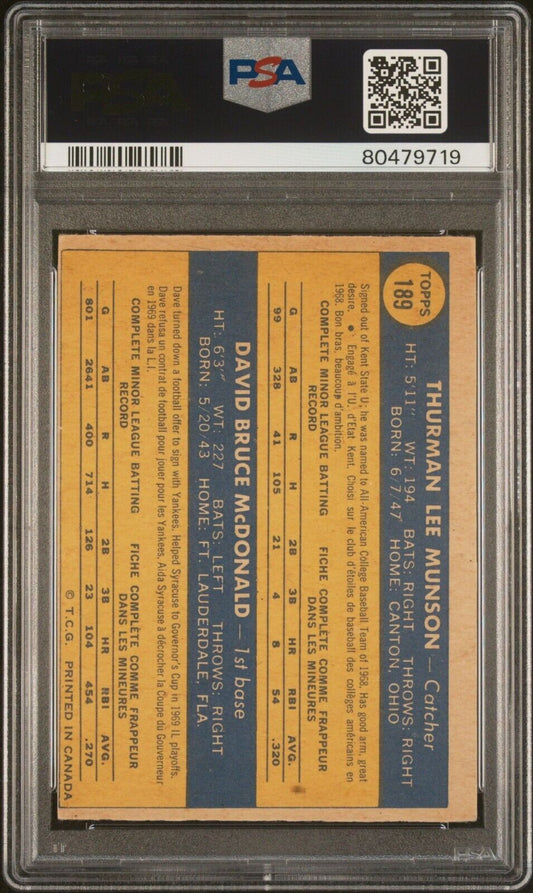 PSA
80479719
TOPPS
189
THURMAN LEE MUNSON — Catcher
HT: 5'11" WT: 194 BATS: RIGHT THROWS: RIGHT
BORN: 6/7/47 HOME: CANTON, OHIO
Signed out of Kent State U., he was named to All-American College Baseball Team of 1968. Has good arm, great
desire. • Engagé à l'U. d'Etat Kent. Choisi sur le club d'étoiles de baseball des collèges américains en
1968. Bon bras, beaucoup d'ambition.
COMPLETE MINOR LEAGUE BATTING RECORD
FICHE COMPLÈTE COMME FRAPPEUR DANS LES MINEURES
G AB R H 2B 3B HR RBI AVG.
99 328 41 105 21 4 8 54 .320
DAVID BRUCE McDONALD — 1st base
HT: 6'3" WT: 227 BATS: LEFT THROWS: RIGHT
BORN: 5/20/43 HOME: FT. LAUDERDALE, FLA.
Dave turned down a football offer to sign with Yankees. Helped Syracuse to Governor's Cup in 1969 IL playoffs.
Dave refusa un contrat de football pour jouer pour les Yankees. Aida Syracuse à décrocher la Coupe du Gouverneur
en 1969 dans la L.I.
COMPLETE MINOR LEAGUE BATTING RECORD
FICHE COMPLÈTE COMME FRAPPEUR DANS LES MINEURES
G AB R H 2B 3B HR RBI AVG.
801 2641 406 714 126 23 104 454 .270
© T.C.G. PRINTED IN CANADA
PSA